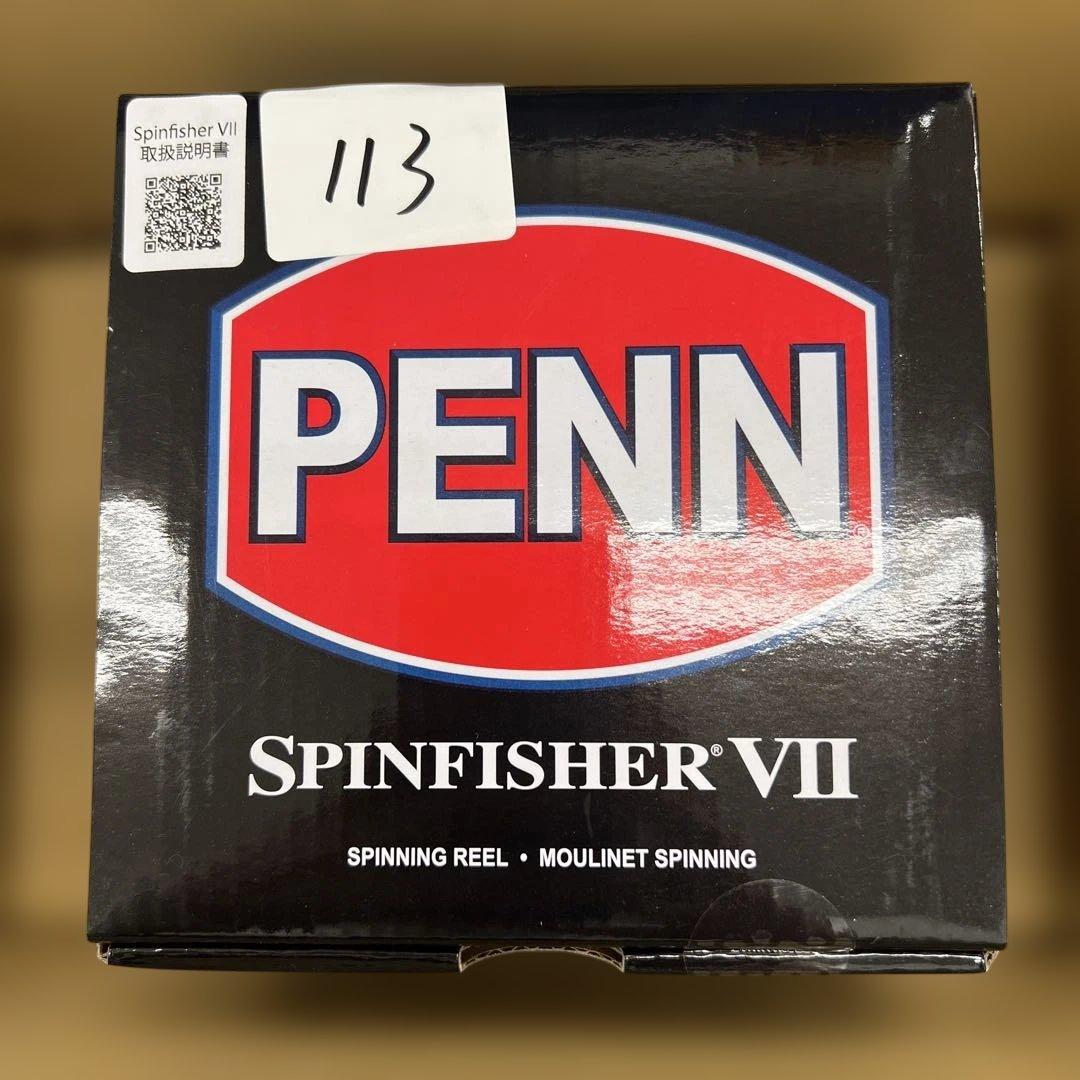 Spinfisher VII
取扱説明書
113
PENN
SPINFISHER® VII
SPINNING REEL • MOULINET SPINNING